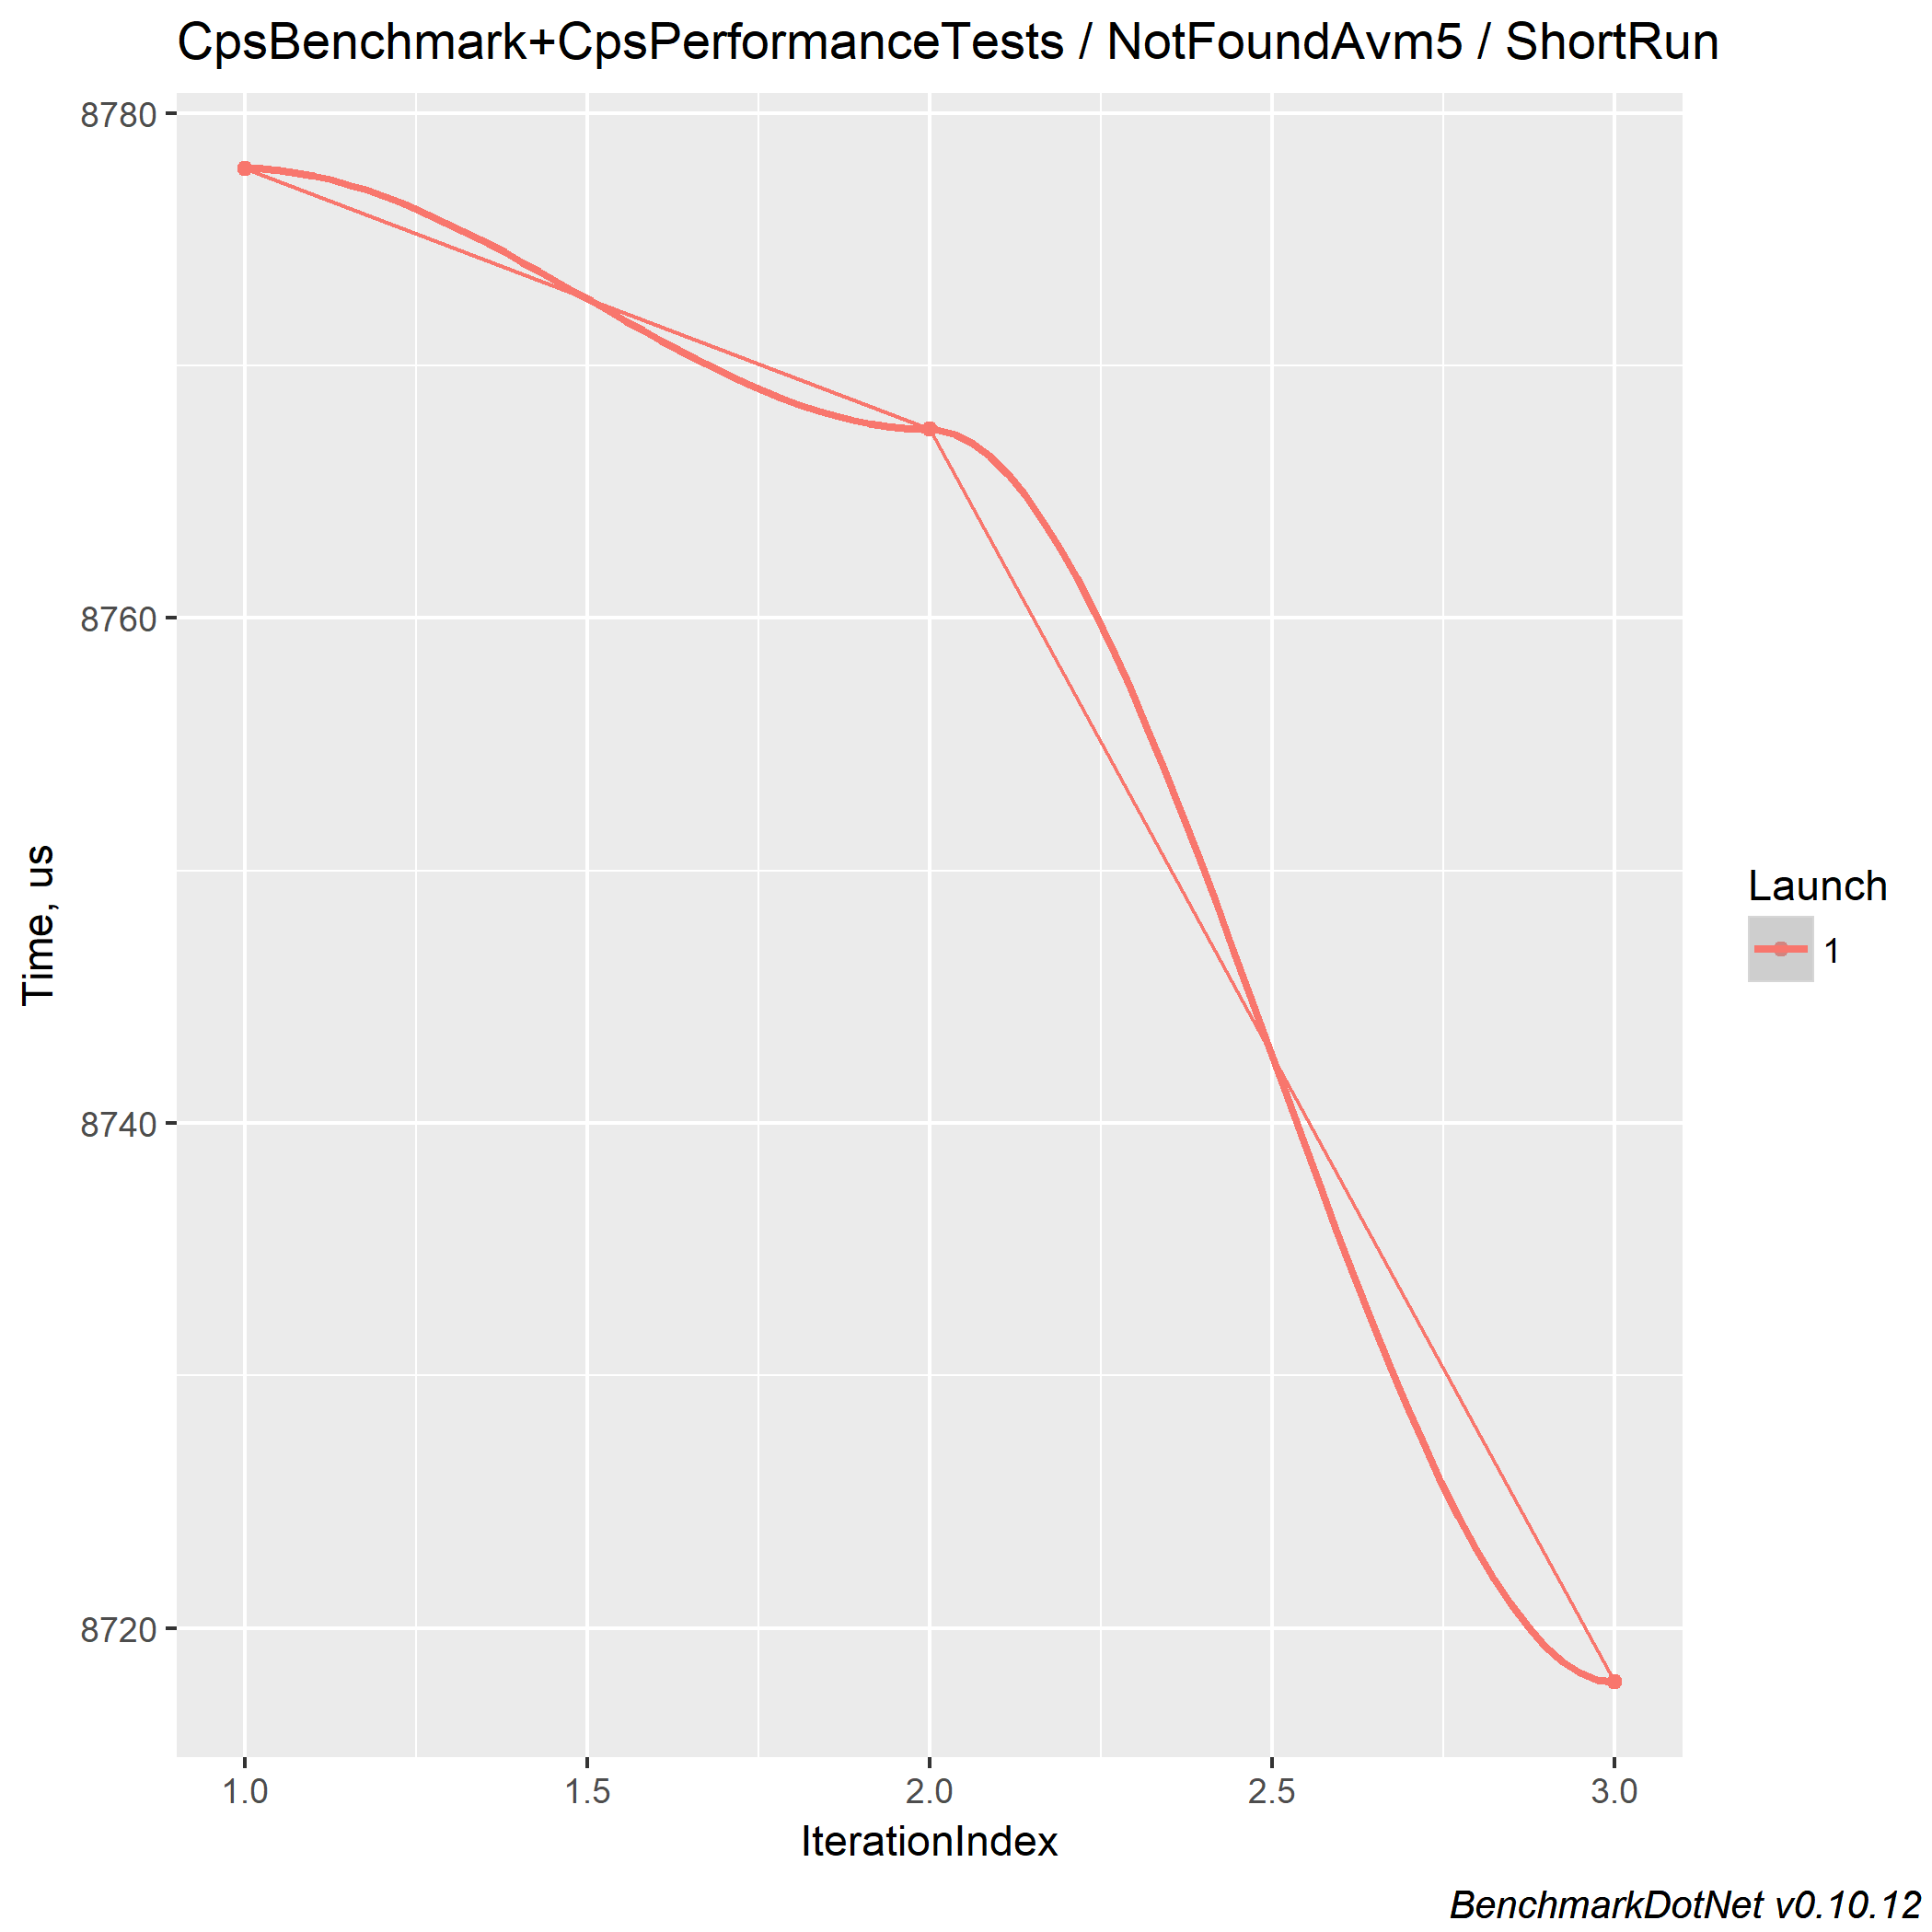 CpsBenchmark+CpsPerformanceTests / NotFoundAvm5 / ShortRun
8780
8760
8740
8720
Time, us
1.0 1.5 2.0 2.5 3.0
IterationIndex
Launch
1
BenchmarkDotNet v0.10.12